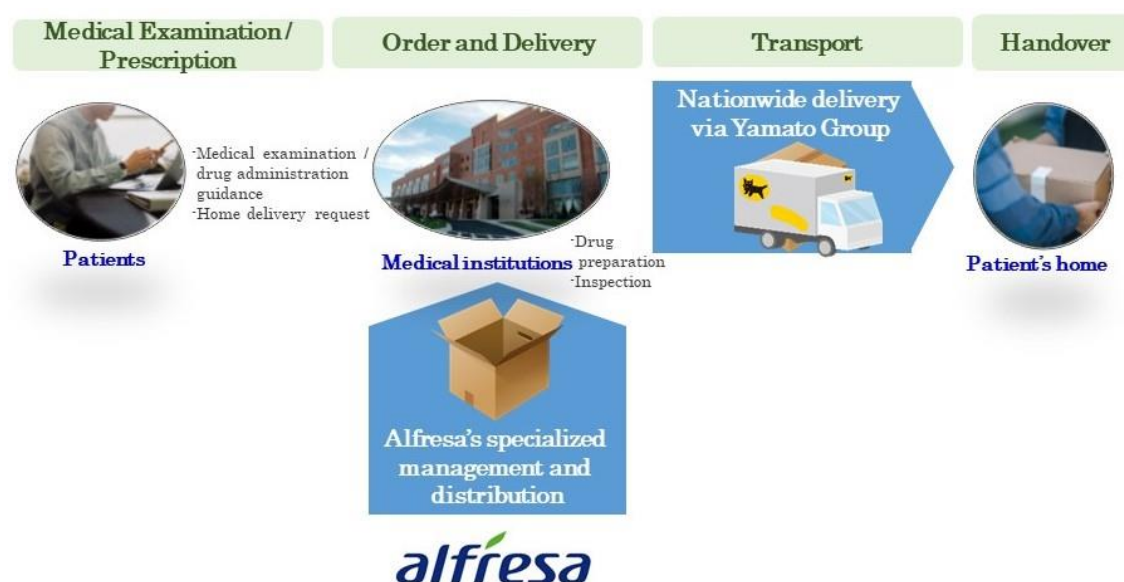 Medical Examination /
Prescription
Order and Delivery
Transport
Handover
-Medical examination /
drug administration
guidance
-Home delivery request
Patients
Medical institutions
-Drug
preparation
-Inspection
Nationwide delivery
via Yamato Group
Patient's home
Alfresa's specialized
management and
distribution
alfresa